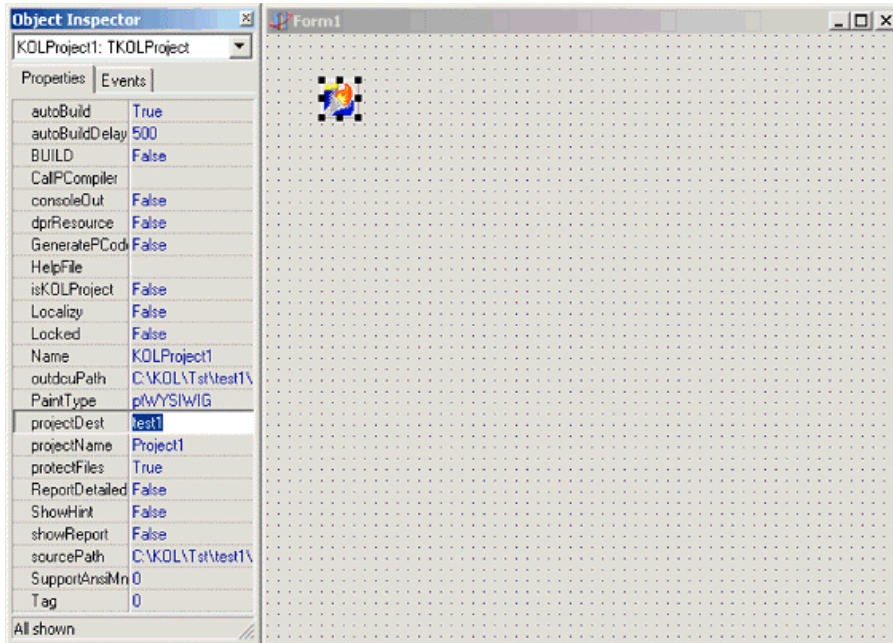 Object Inspector
KOLProject1: TKOLProject
Properties Events
autoBuild True
autoBuildDelay 500
BUILD False
CallPCompiler
consoleOut False
dprResource False
GeneratePCode False
HelpFile
isKOLProject False
Localizy False
Locked False
Name KOLProject1
outdcuPath C:\KOL\Tst\test1\
PaintType ptWYSIWIG
projectDest test1
projectName Project1
protectFiles True
ReportDetailed False
ShowHint False
showReport False
sourcePath C:\KOL\Tst\test1\
SupportAnsiMn 0
Tag 0
All shown
Form1